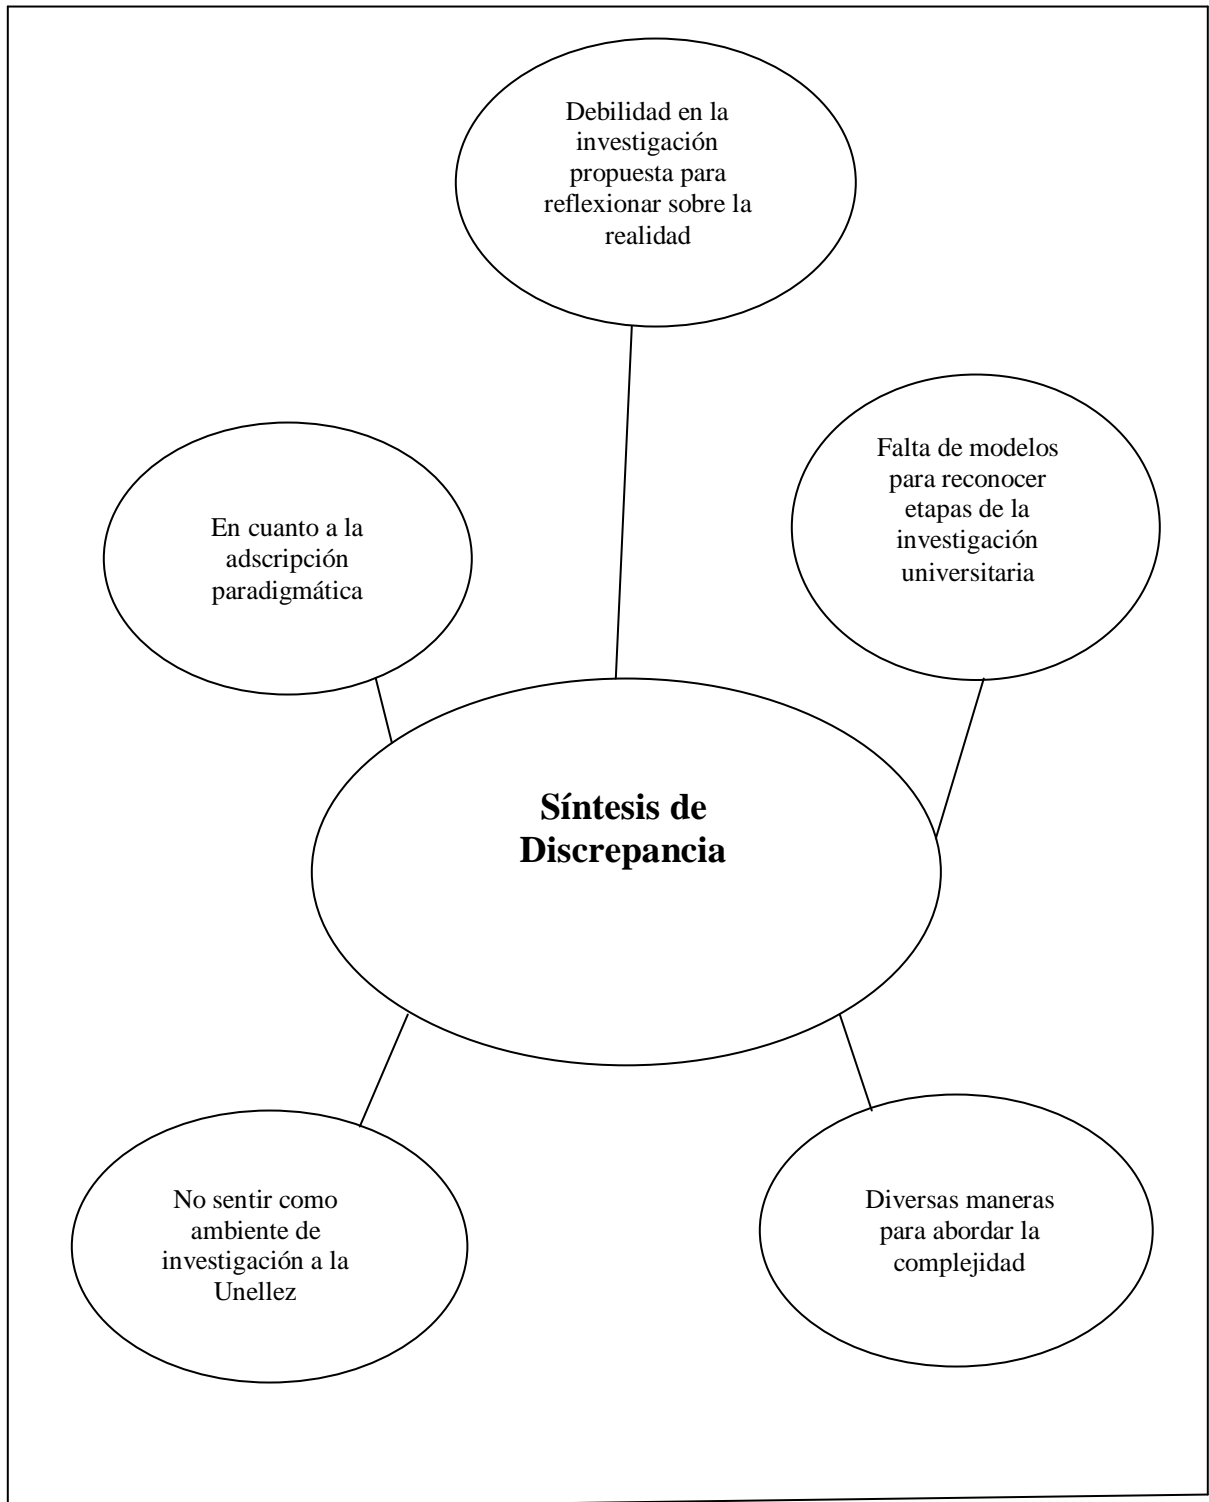 Debilidad en la
investigación
propuesta para
reflexionar sobre la
realidad
Falta de modelos
para reconocer
etapas de la
investigación
universitaria
En cuanto a la
adscripción
paradigmática
Síntesis de
Discrepancia
No sentir como
ambiente de
investigación a la
Unellez
Diversas maneras
para abordar la
complejidad